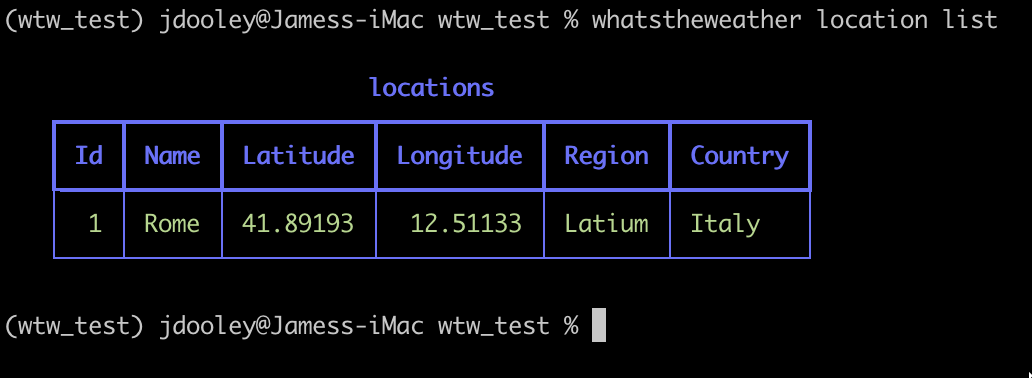 (wtw_test) jdooley@Jamess-iMac wtw_test % whatstheweather location list
locations
Id Name Latitude Longitude Region Country
1 Rome 41.89193 12.51133 Latium Italy
(wtw_test) jdooley@Jamess-iMac wtw_test %